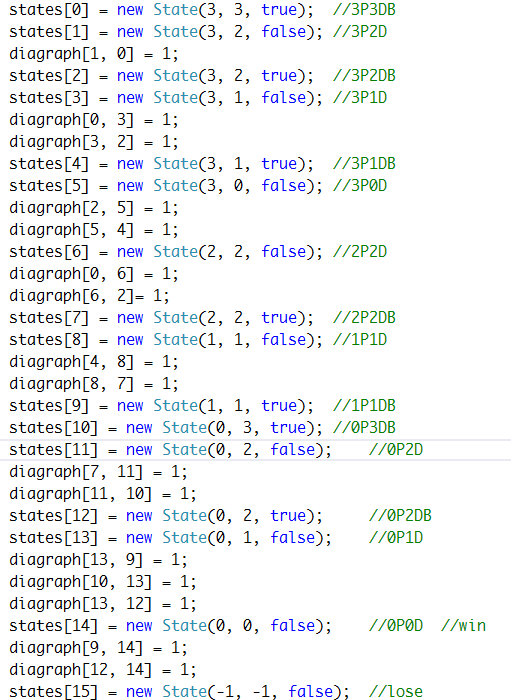 states[0] = new State(3, 3, true);  //3P3DB
states[1] = new State(3, 2, false); //3P2D
diagraph[1, 0] = 1;
states[2] = new State(3, 2, true);  //3P2DB
states[3] = new State(3, 1, false); //3P1D
diagraph[0, 3] = 1;
diagraph[3, 2] = 1;
states[4] = new State(3, 1, true);  //3P1DB
states[5] = new State(3, 0, false); //3P0D
diagraph[2, 5] = 1;
diagraph[5, 4] = 1;
states[6] = new State(2, 2, false); //2P2D
diagraph[0, 6] = 1;
diagraph[6, 2]= 1;
states[7] = new State(2, 2, true);  //2P2DB
states[8] = new State(1, 1, false); //1P1D
diagraph[4, 8] = 1;
diagraph[8, 7] = 1;
states[9] = new State(1, 1, true);  //1P1DB
states[10] = new State(0, 3, true); //0P3DB
states[11] = new State(0, 2, false);    //0P2D
diagraph[7, 11] = 1;
diagraph[11, 10] = 1;
states[12] = new State(0, 2, true);     //0P2DB
states[13] = new State(0, 1, false);    //0P1D
diagraph[13, 9] = 1;
diagraph[10, 13] = 1;
diagraph[13, 12] = 1;
states[14] = new State(0, 0, false);    //0P0D  //win
diagraph[9, 14] = 1;
diagraph[12, 14] = 1;
states[15] = new State(-1, -1, false);  //lose